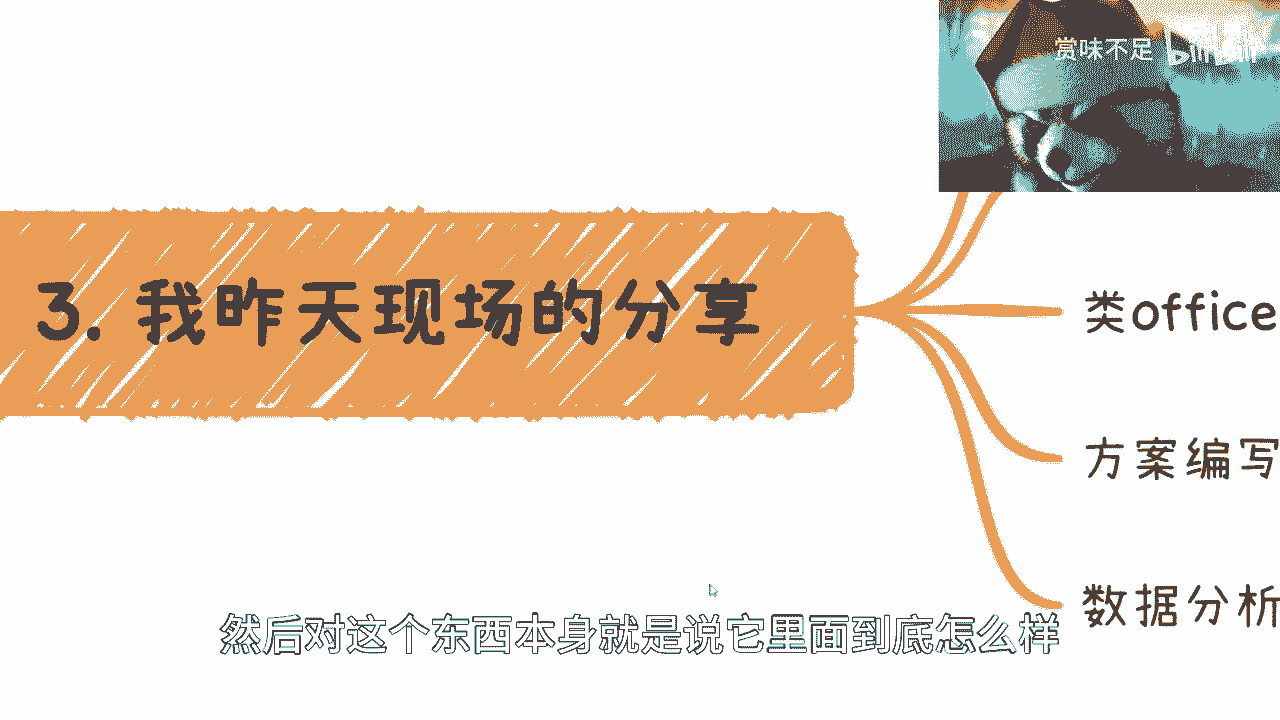 赏味不足 bilibili
3. 我昨天现场的分享
类office
方案编写
数据分析
然后对这个东西本身就是说它里面到底怎么样